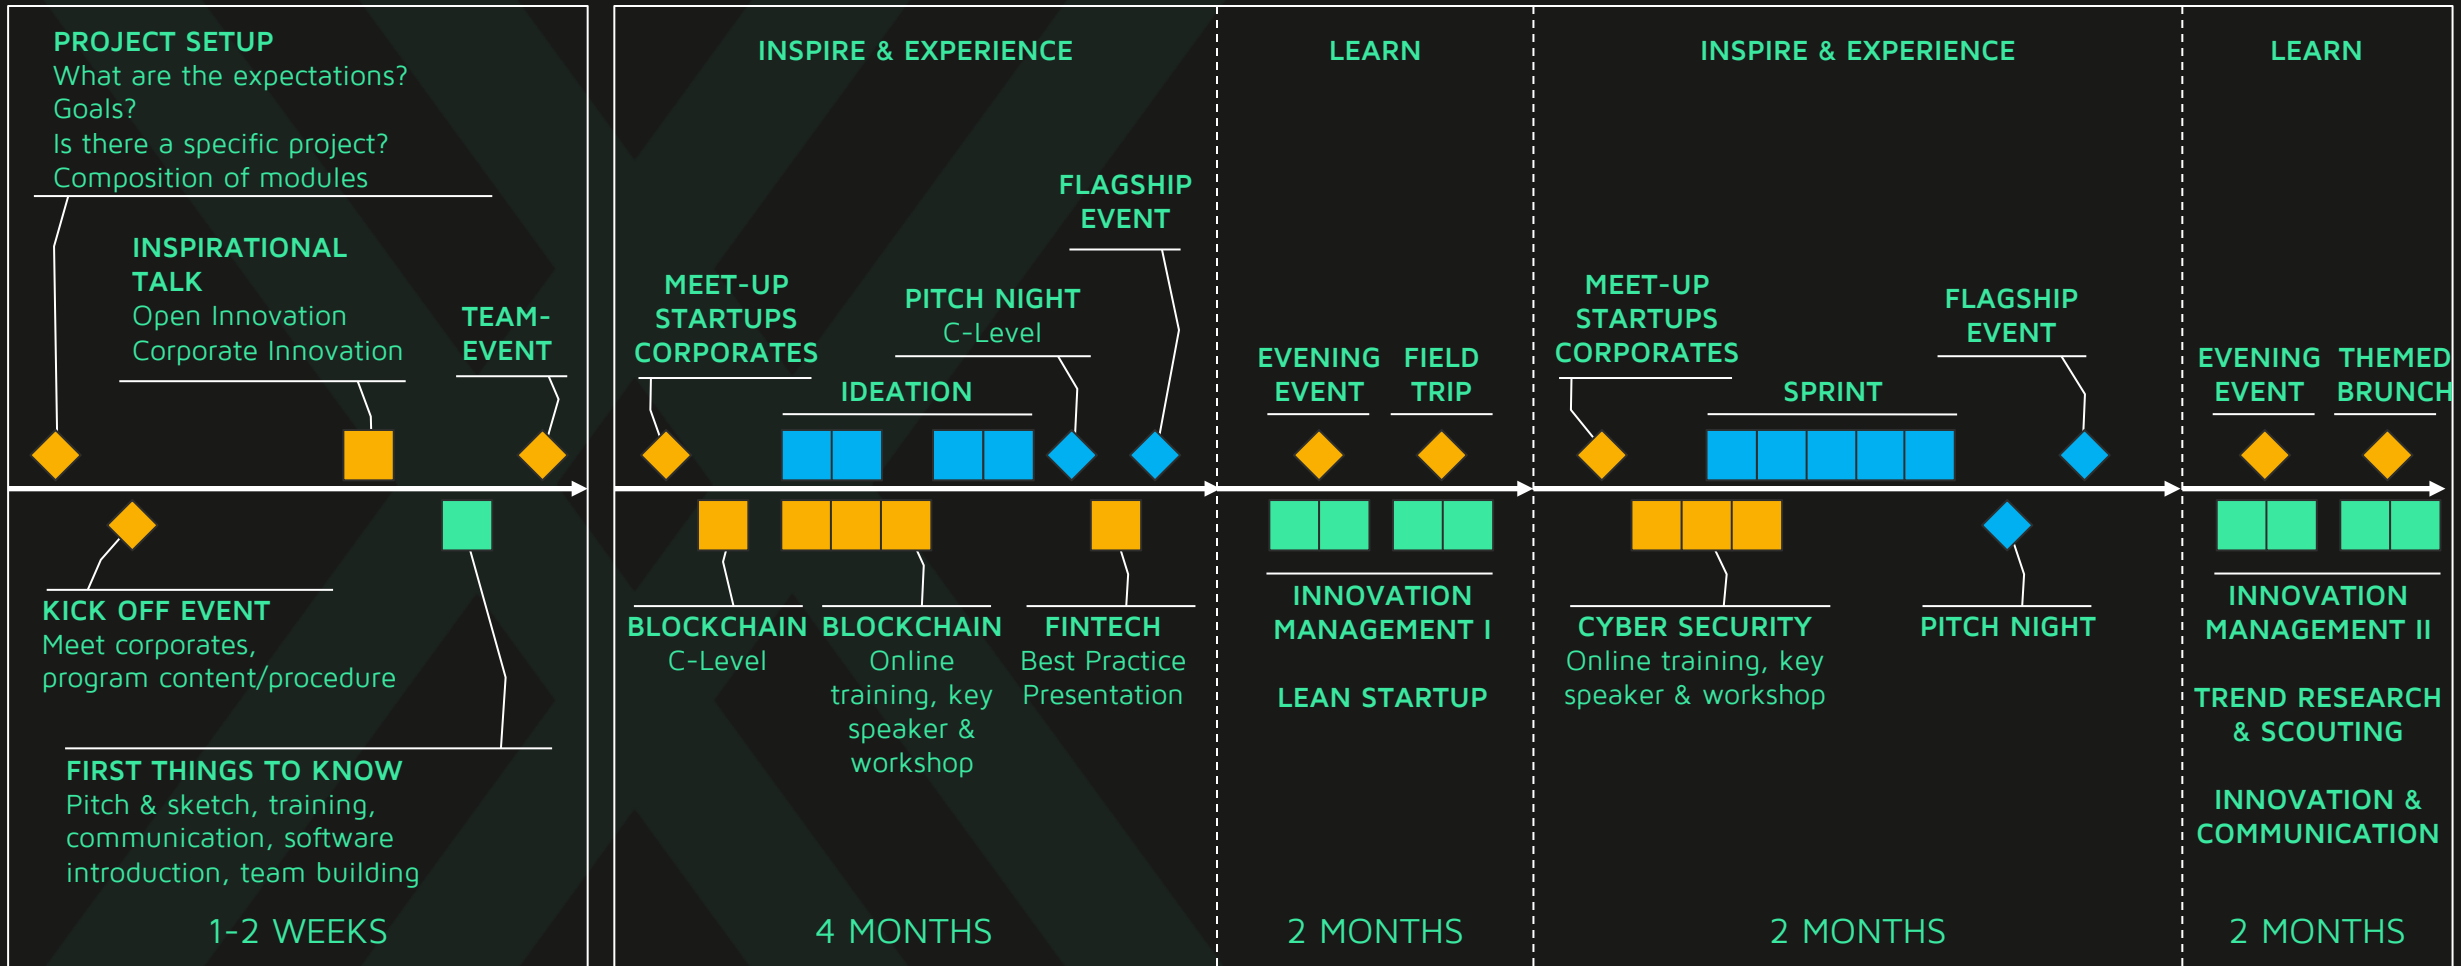 PROJECT SETUP
What are the expectations?
Goals?
Is there a specific project?
Composition of modules
INSPIRATIONAL
TALK
Open Innovation
Corporate Innovation
TEAM-
EVENT
KICK OFF EVENT
Meet corporates,
program content/procedure
FIRST THINGS TO KNOW
Pitch & sketch, training,
communication, software
introduction, team building
1-2 WEEKS
INSPIRE & EXPERIENCE
MEET-UP
STARTUPS
CORPORATES
IDEATION
PITCH NIGHT
C-Level
FLAGSHIP
EVENT
BLOCKCHAIN
C-Level
BLOCKCHAIN
Online
training, key
speaker &
workshop
FINTECH
Best Practice
Presentation
4 MONTHS
LEARN
EVENING
EVENT
FIELD
TRIP
INNOVATION
MANAGEMENT I
LEAN STARTUP
2 MONTHS
INSPIRE & EXPERIENCE
MEET-UP
STARTUPS
CORPORATES
SPRINT
FLAGSHIP
EVENT
CYBER SECURITY
Online training, key
speaker & workshop
PITCH NIGHT
2 MONTHS
LEARN
EVENING
EVENT
THEMED
BRUNCH
INNOVATION
MANAGEMENT II
TREND RESEARCH
& SCOUTING
INNOVATION &
COMMUNICATION
2 MONTHS